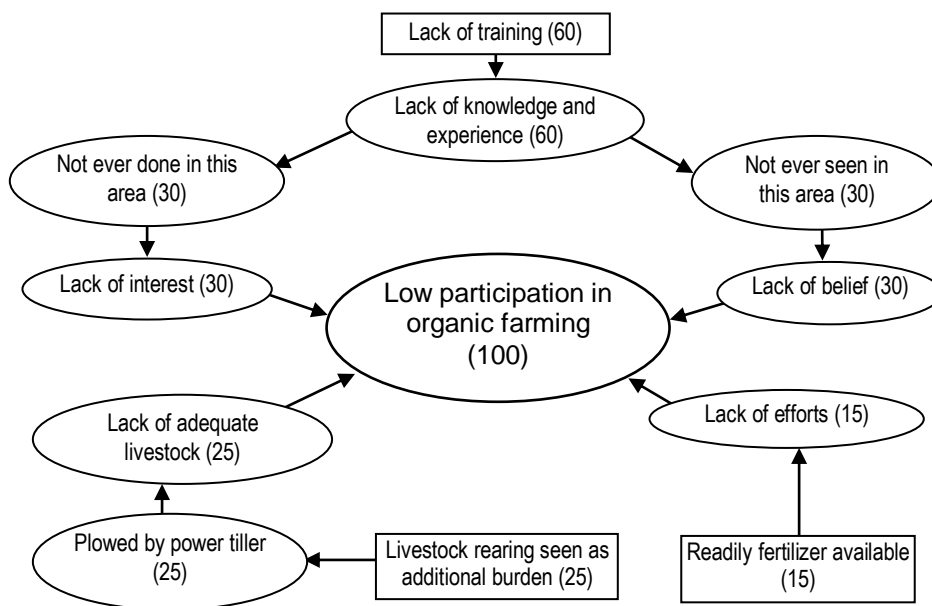 Lack of training (60)
Lack of knowledge and
experience (60)
Not ever done in this
area (30)
Not ever seen in
this area (30)
Lack of interest (30)
Low participation in
organic farming
(100)
Lack of belief (30)
Lack of adequate
livestock (25)
Lack of efforts (15)
Plowed by power tiller
(25)
Livestock rearing seen as
additional burden (25)
Readily fertilizer available
(15)